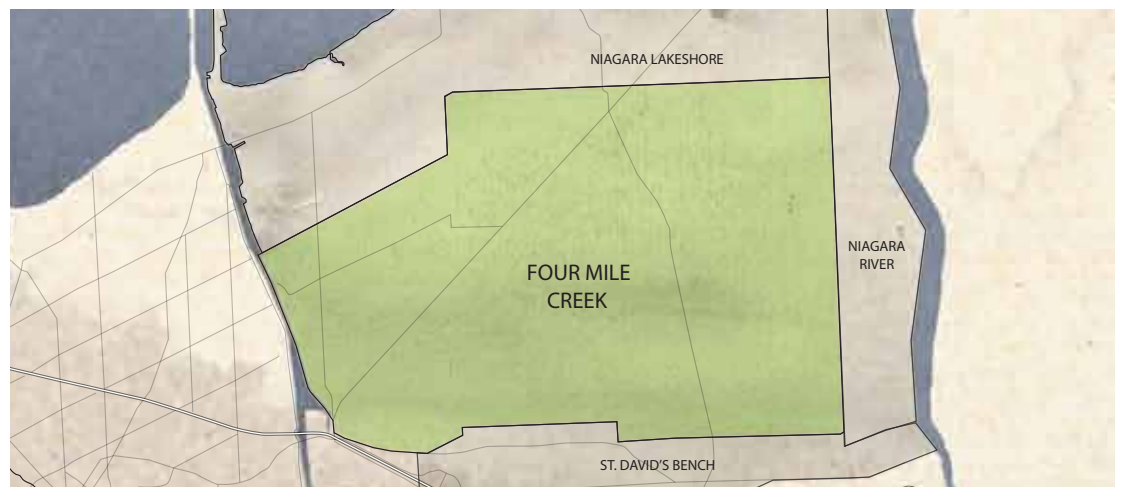 NIAGARA LAKESHORE
FOUR MILE
CREEK
NIAGARA
RIVER
ST. DAVID'S BENCH